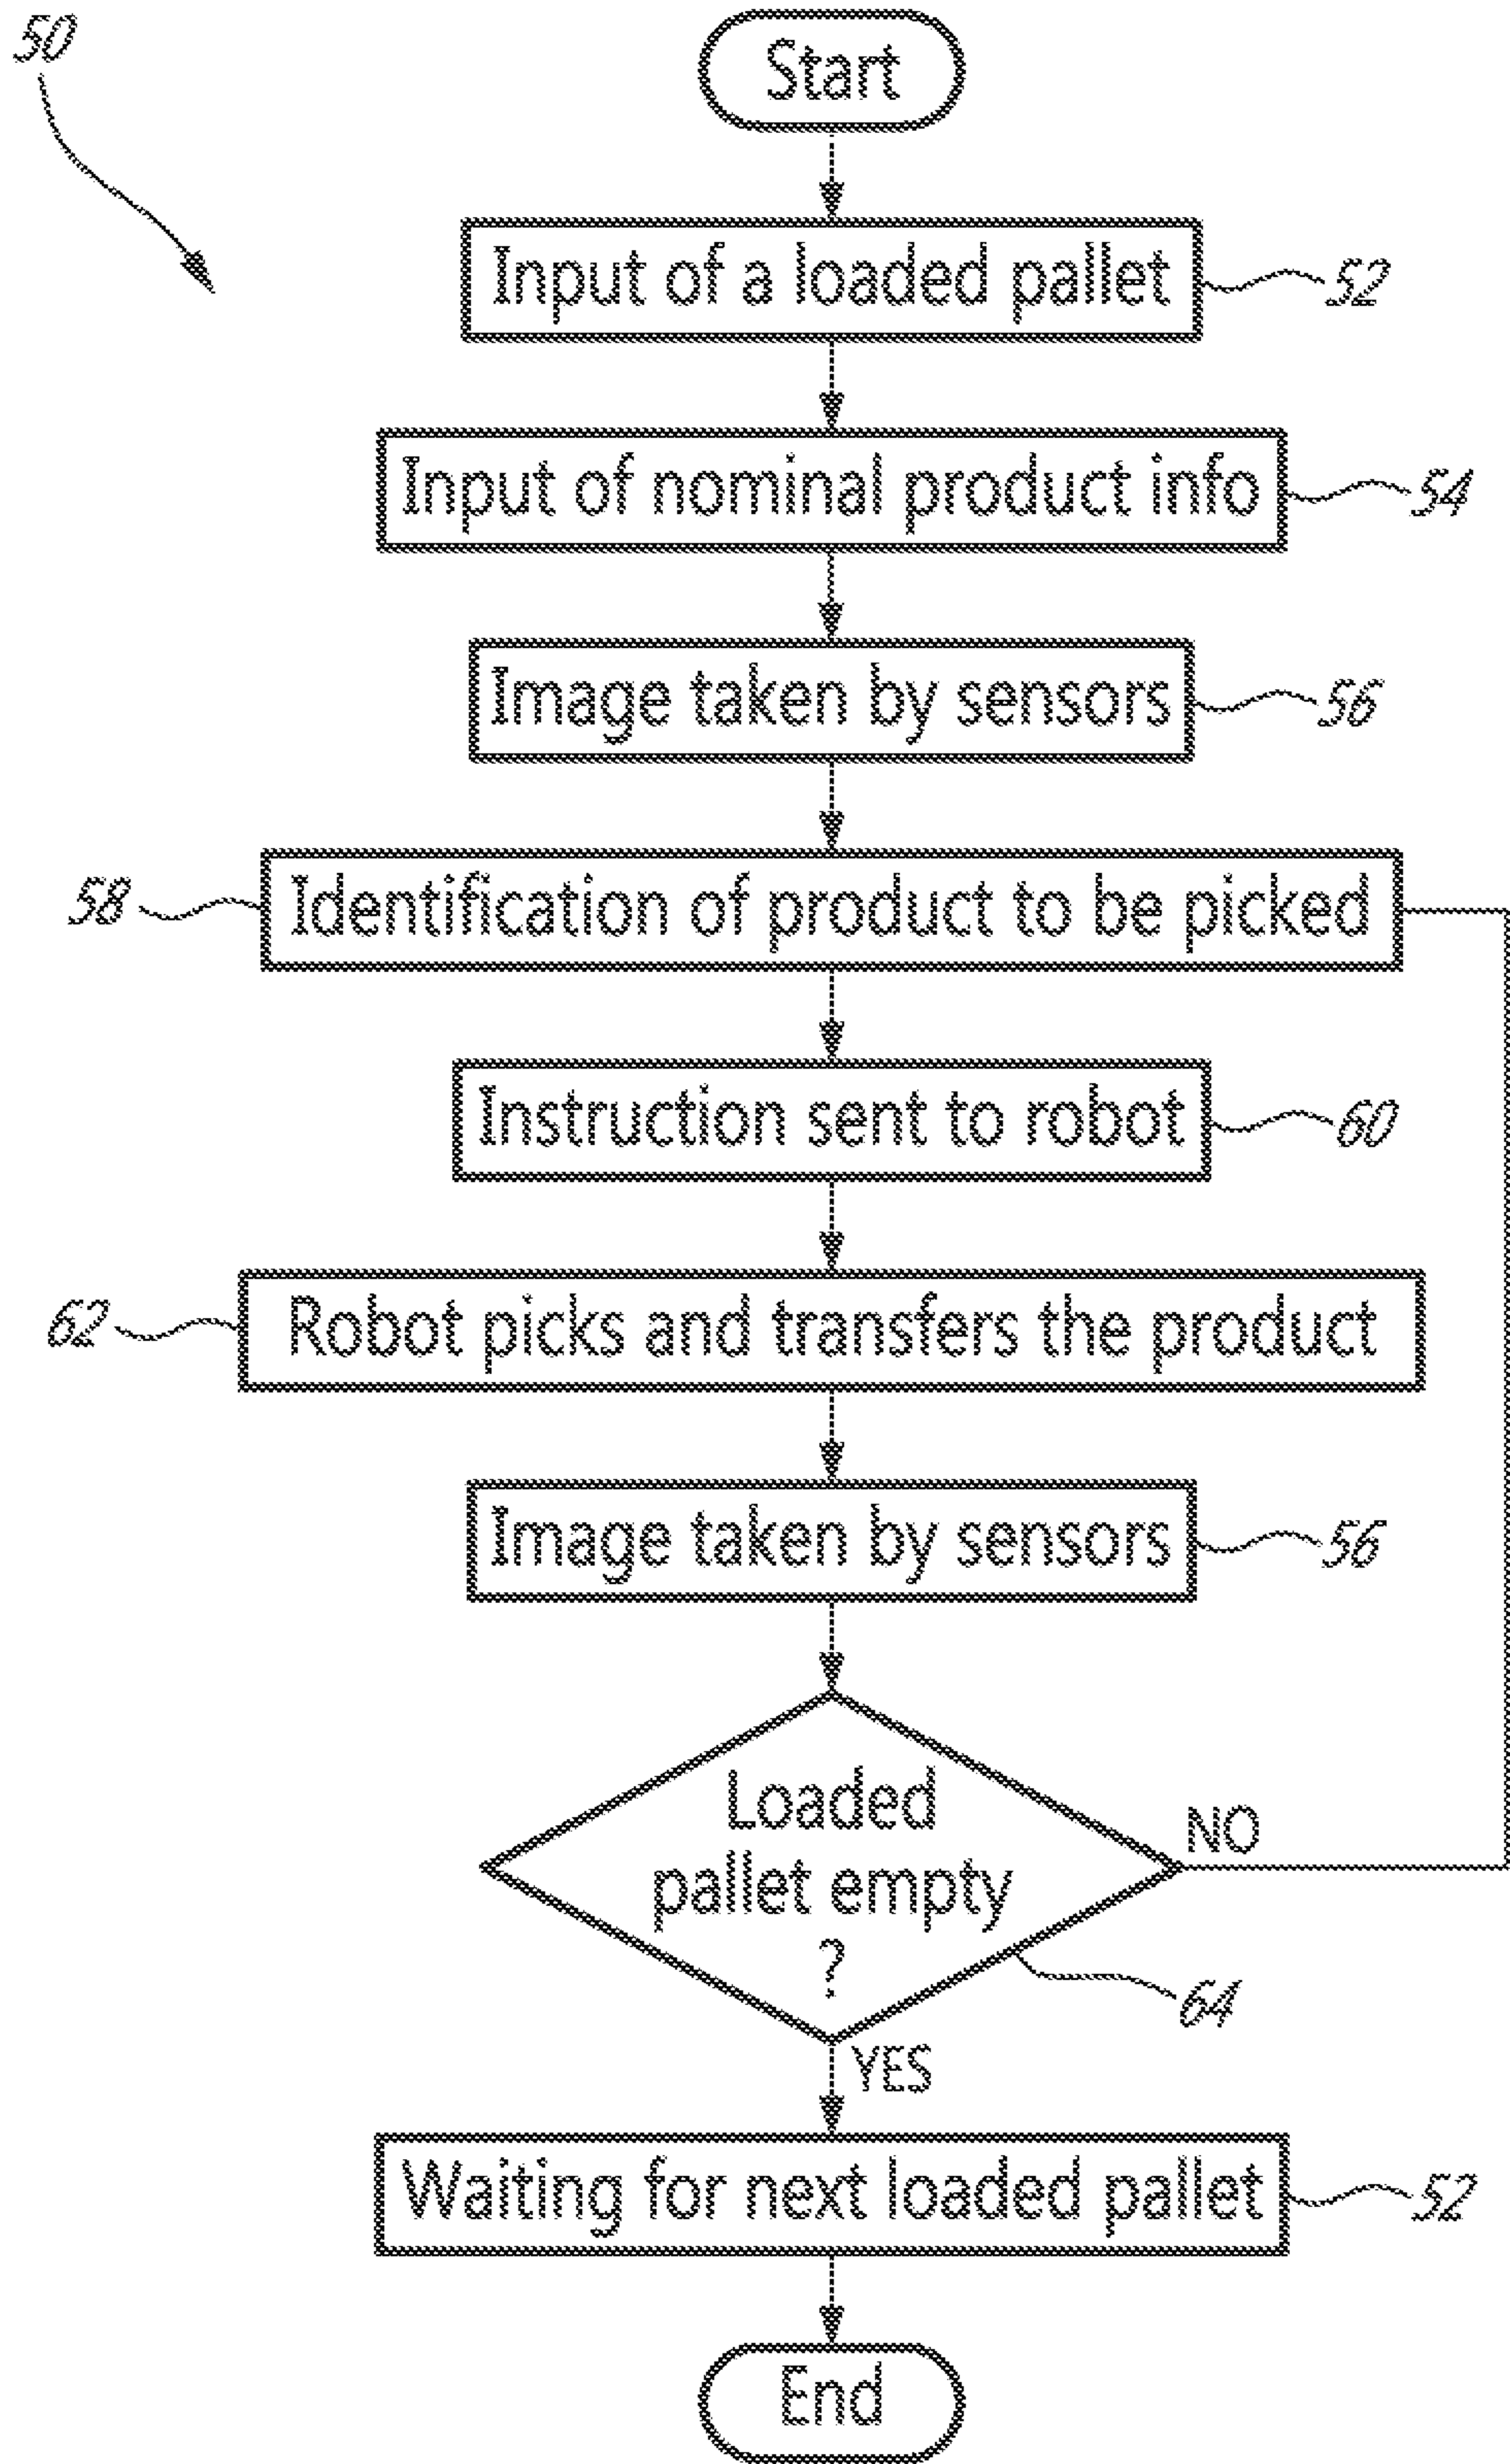 50
Start
Input of a loaded pallet
52
Input of nominal product info
54
Image taken by sensors
56
58
Identification of product to be picked
Instruction sent to robot
60
62
Robot picks and transfers the product
Image taken by sensors
56
Loaded
pallet empty
?
NO
64
YES
Waiting for next loaded pallet
52
End